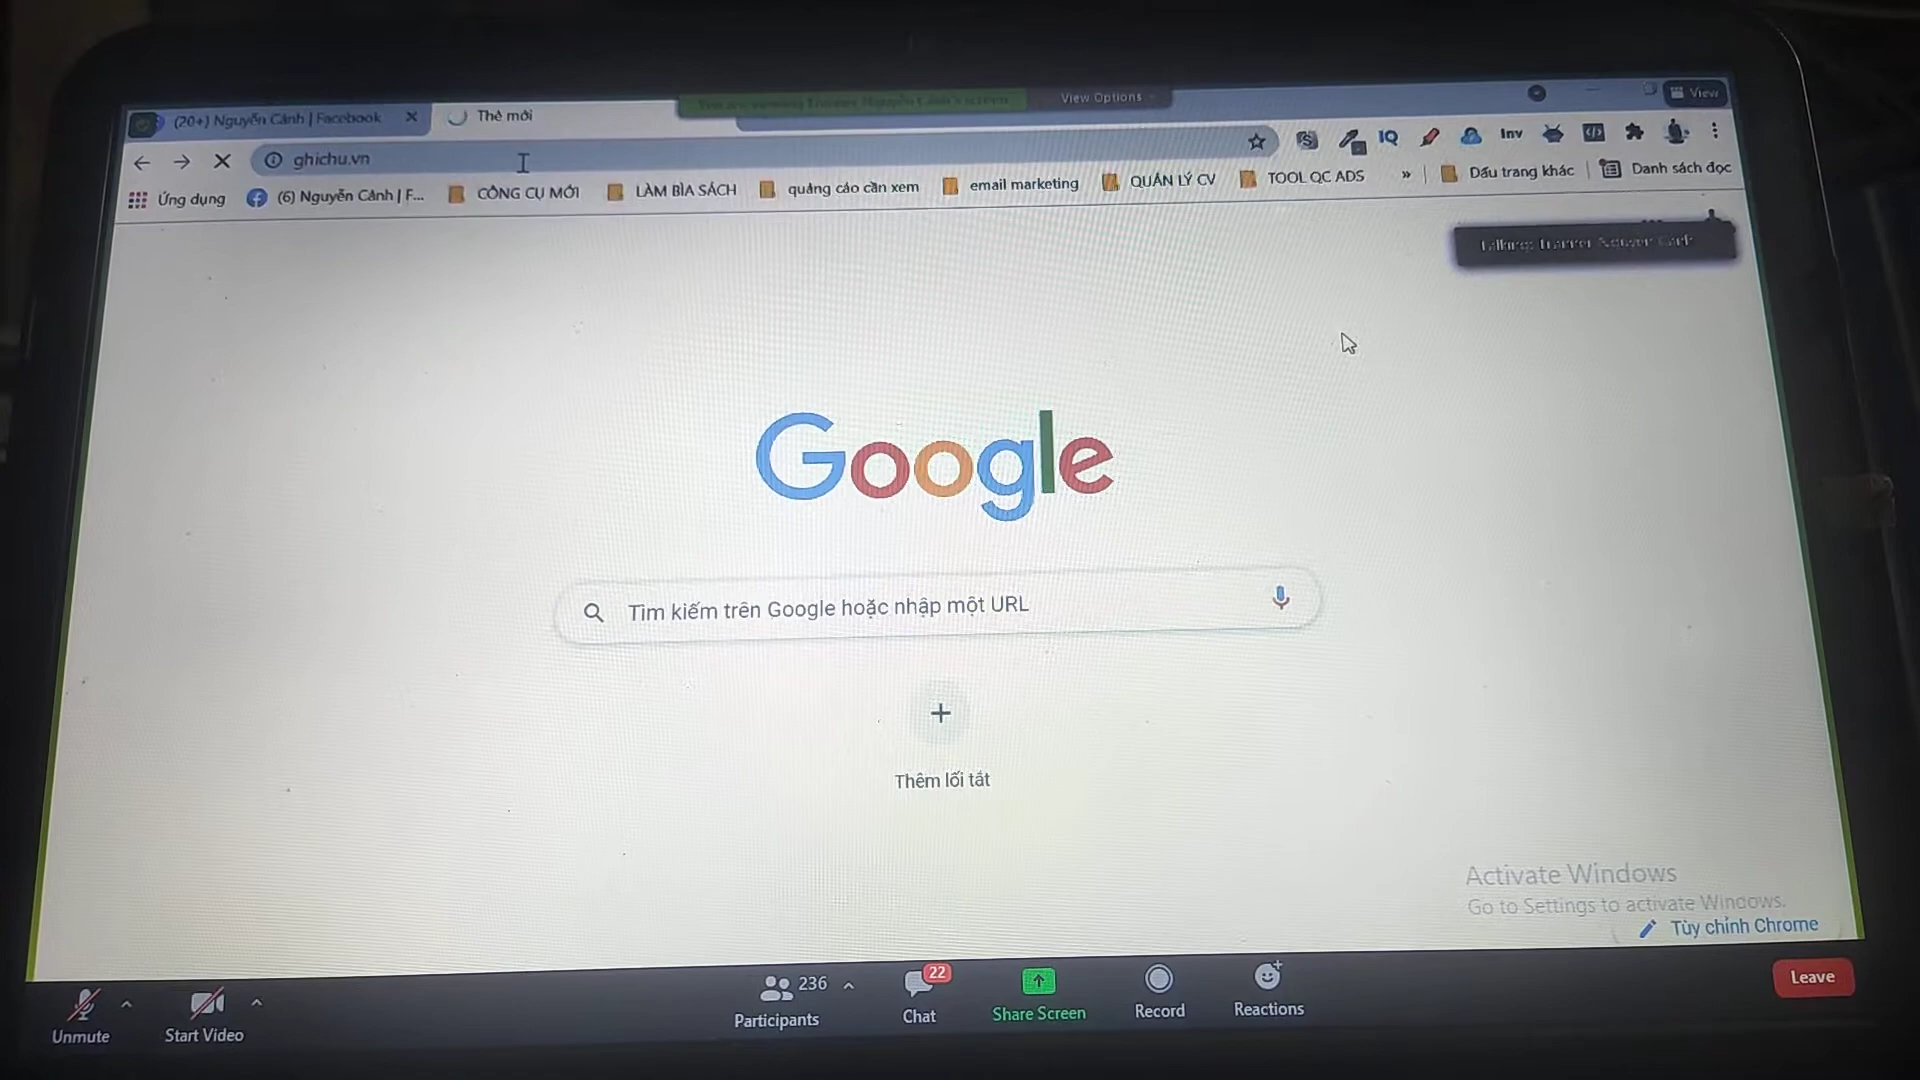 (20+) Nguyễn Cảnh | Facebook
Thẻ mới
View Options
View
ghichu.vn
IQ
Inv
Ứng dụng
(6) Nguyễn Cảnh | F...
CÔNG CỤ MỚI
LÀM BÌA SÁCH
quảng cáo cần xem
email marketing
QUẢN LÝ CV
TOOL QC ADS
»
Dấu trang khác
Danh sách đọc
Google
Tìm kiếm trên Google hoặc nhập một URL
Thêm lối tắt
Activate Windows
Go to Settings to activate Windows.
Tùy chỉnh Chrome
Unmute
Start Video
236
Participants
22
Chat
Share Screen
Record
Reactions
Leave